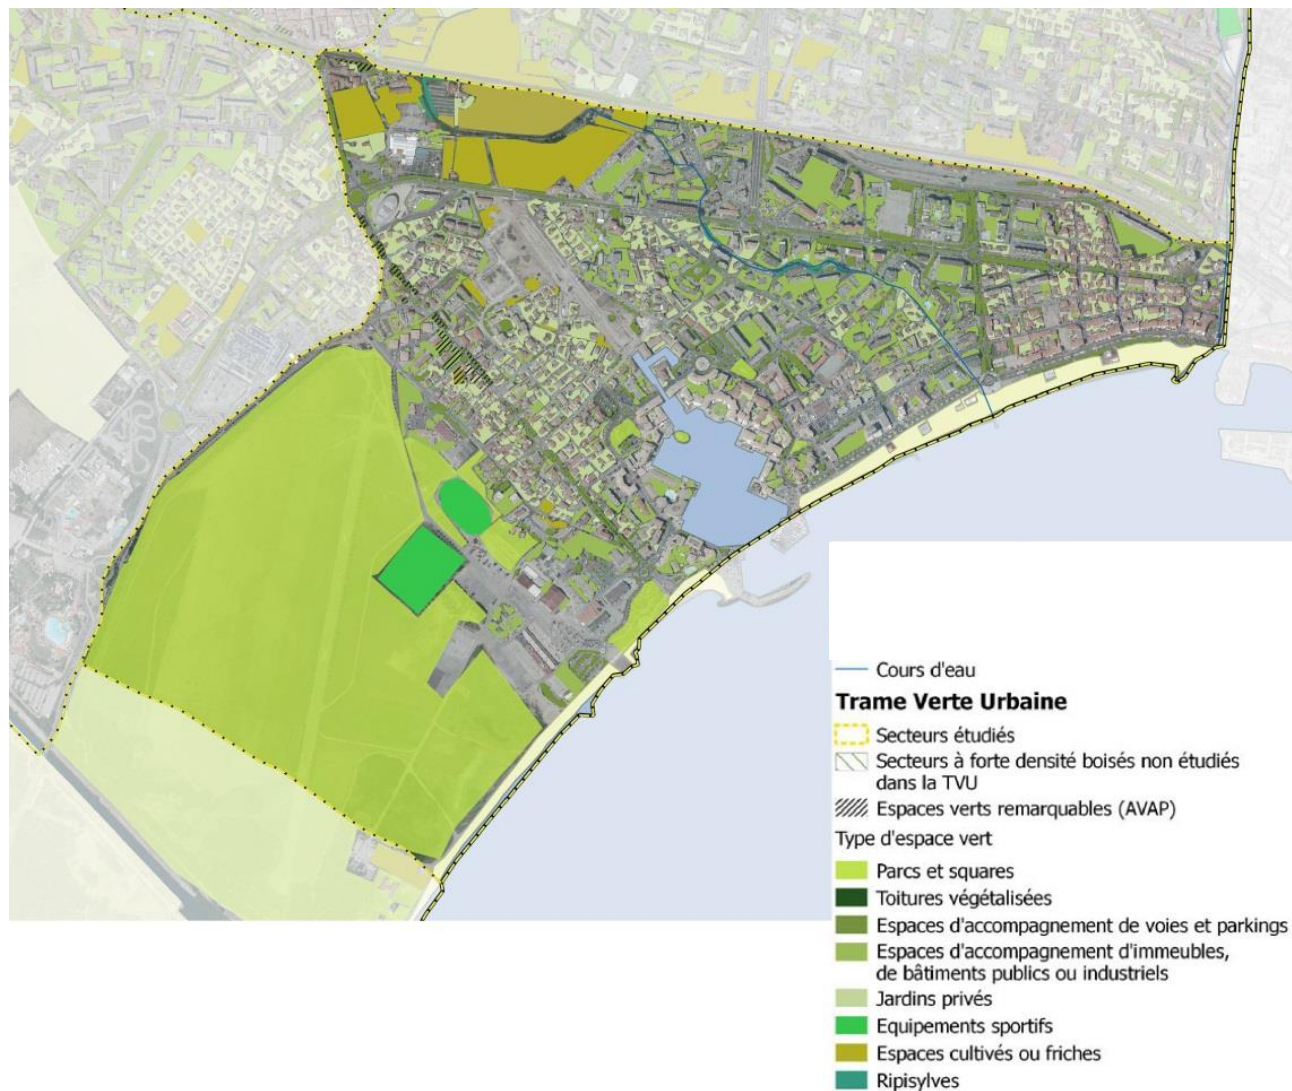 Cours d'eau
Trame Verte Urbaine
Secteurs étudiés
Secteurs à forte densité boisés non étudiés
dans la TVU
Espaces verts remarquables (AVAP)
Type d'espace vert
Parcs et squares
Toitures végétalisées
Espaces d'accompagnement de voies et parkings
Espaces d'accompagnement d'immeubles,
de bâtiments publics ou industriels
Jardins privés
Equipements sportifs
Espaces cultivés ou friches
Ripisylves